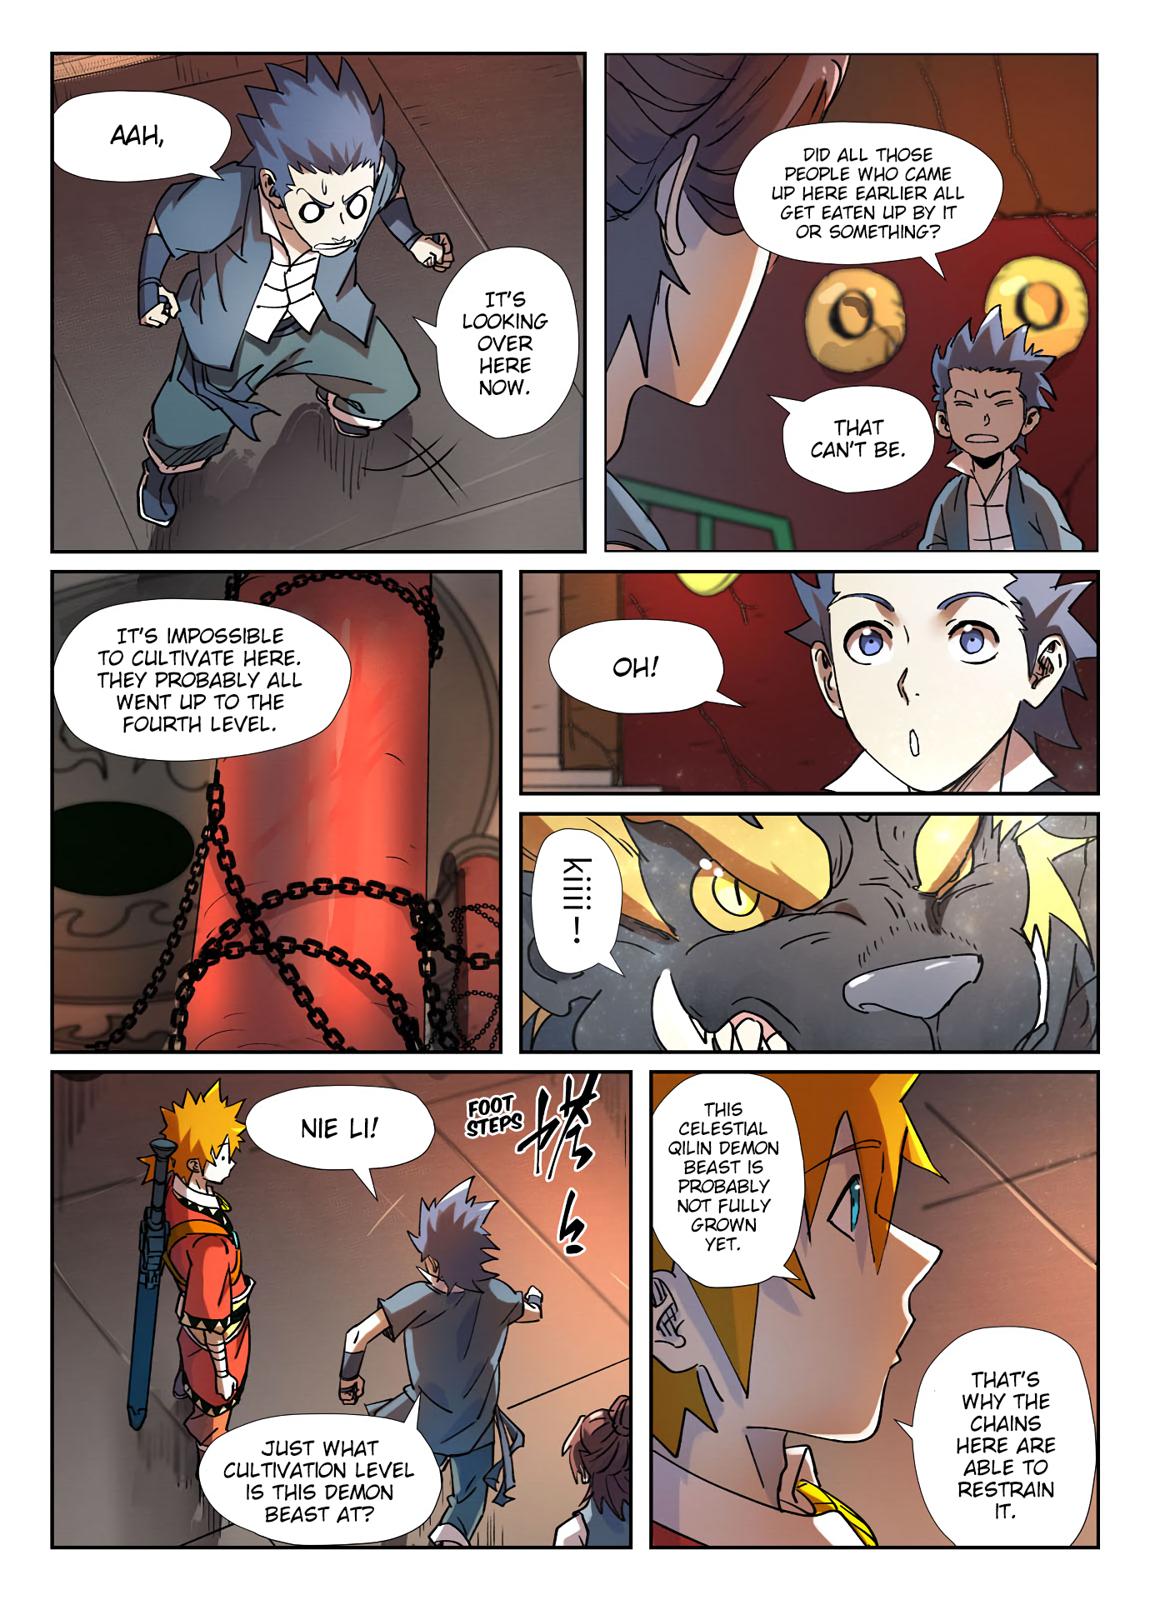 AAH,
IT'S
LOOKING
OVER
HERE
NOW.
DID ALL THOSE
PEOPLE WHO CAME
UP HERE EARLIER ALL
GET EATEN UP BY IT
OR SOMETHING?
THAT
CAN'T BE.
IT'S IMPOSSIBLE
TO CULTIVATE HERE.
THEY PROBABLY ALL
WENT UP TO THE
FOURTH LEVEL.
OH!
kiiii-!
NIE LI!
FOOT
STEPS
JUST WHAT
CULTIVATION LEVEL
IS THIS DEMON
BEAST AT?
THIS
CELESTIAL
QILIN DEMON
BEAST IS
PROBABLY
NOT FULLY
GROWN
YET.
THAT'S
WHY THE
CHAINS
HERE ARE
ABLE TO
RESTRAIN
IT.